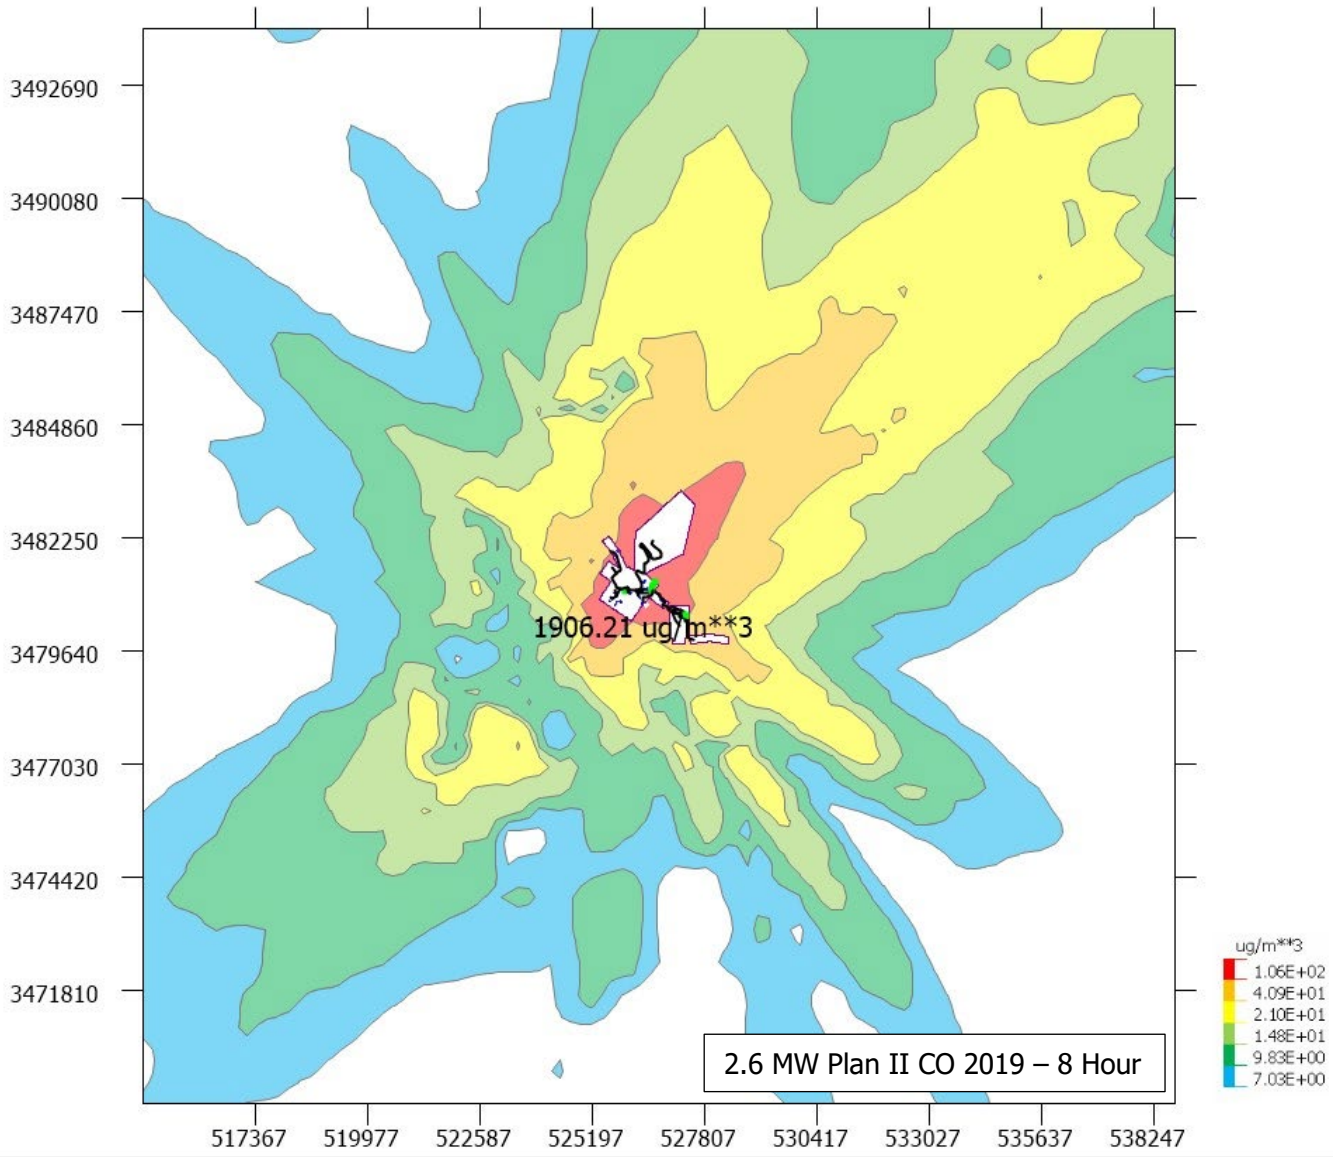 3492690
3490080
3487470
3484860
3482250
3479640
3477030
3474420
3471810
1906.21 ug/m**3
2.6 MW Plan II CO 2019 – 8 Hour
ug/m**3
1.06E+02
4.09E+01
2.10E+01
1.48E+01
9.83E+00
7.03E+00
517367 519977 522587 525197 527807 530417 533027 535637 538247